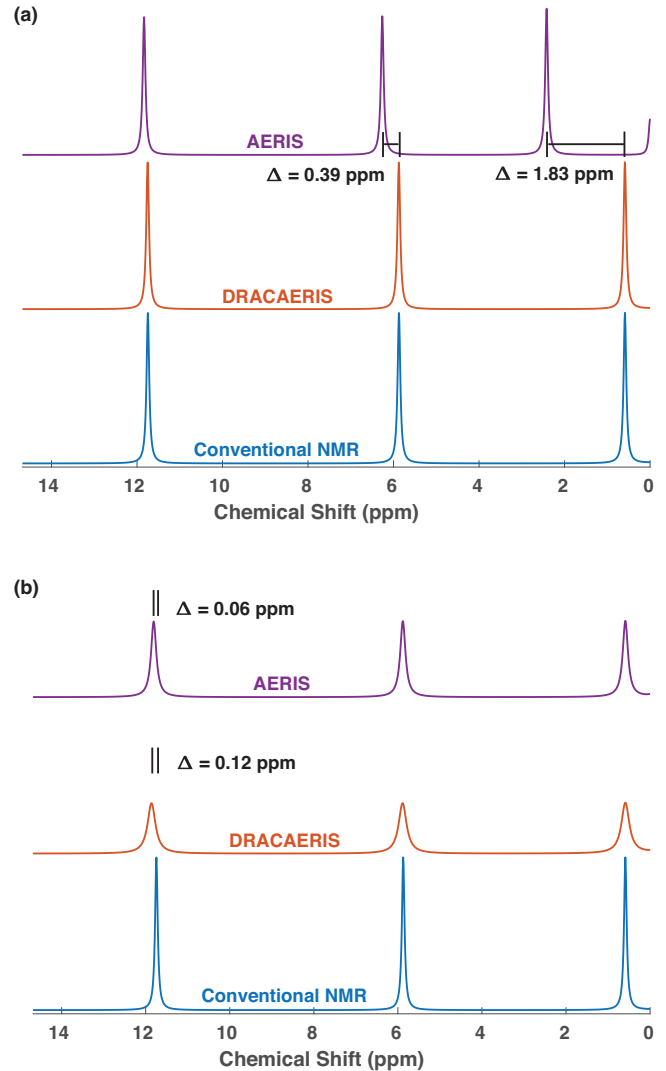 (a)
AERIS
Δ = 0.39 ppm
Δ = 1.83 ppm
DRACAERIS
Conventional NMR
14 12 10 8 6 4 2 0
Chemical Shift (ppm)
(b)
Δ = 0.06 ppm
AERIS
Δ = 0.12 ppm
DRACAERIS
Conventional NMR
14 12 10 8 6 4 2 0
Chemical Shift (ppm)